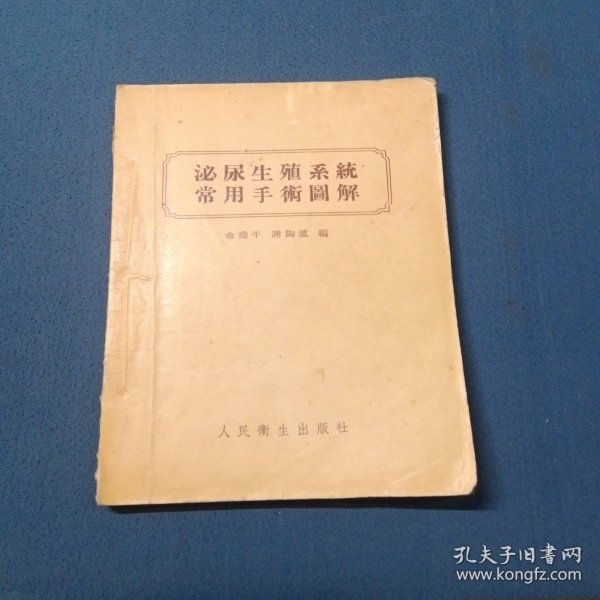 泌尿生殖系統
常用手術圖解
俞堯平 謝陶瀛 編
人民衛生出版社
孔夫子旧书网
www.kongfz.com